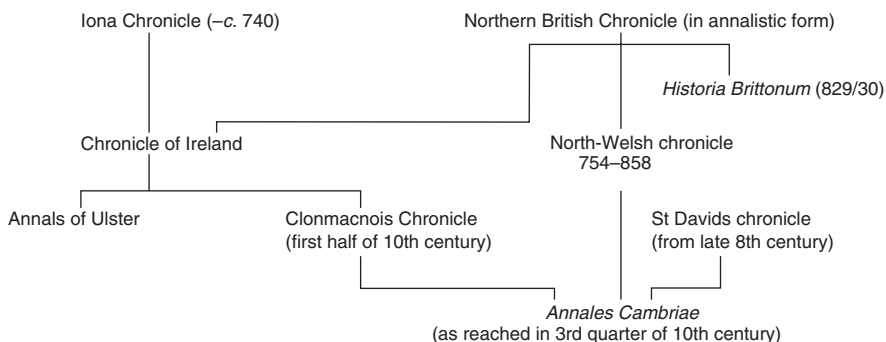 Iona Chronicle (–c. 740)
Northern British Chronicle (in annalistic form)
Historia Brittonum (829/30)
Chronicle of Ireland
North-Welsh chronicle
754–858
Annals of Ulster
Clonmacnois Chronicle
(first half of 10th century)
St Davids chronicle
(from late 8th century)
Annales Cambriae
(as reached in 3rd quarter of 10th century)